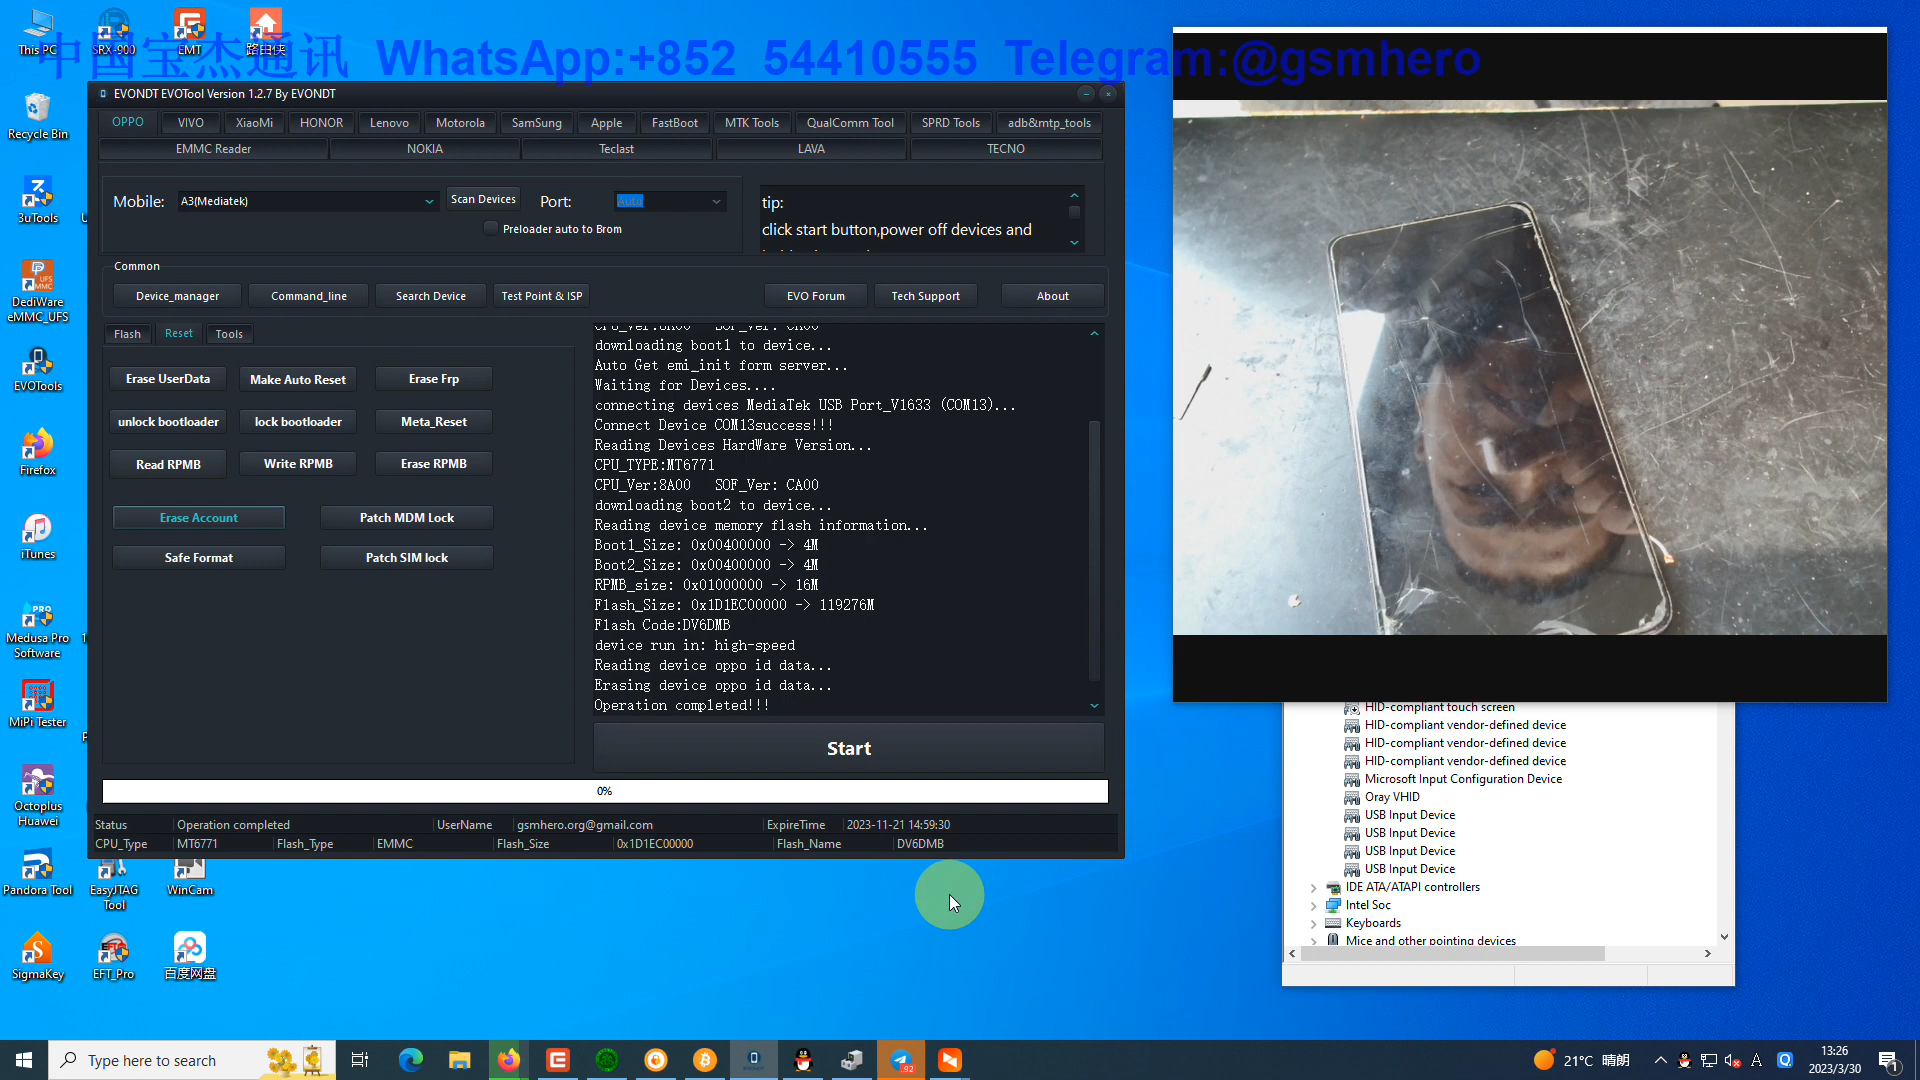 This PC
SRX-900
EMT
路由侠
中国宝杰通讯 WhatsApp:+852 54410555 Telegram:@gsmhero
Recycle Bin
3uTools
DediWare
eMMC_UFS
EVOTools
Firefox
iTunes
Medusa Pro
Software
MiPi Tester
Octoplus
Huawei
Pandora Tool
EasyJTAG
Tool
WinCam
SigmaKey
EFT_Pro
百度网盘
EVONDT EVOTool Version 1.2.7 By EVONDT
OPPO VIVO XiaoMi HONOR Lenovo Motorola SamSung Apple FastBoot MTK Tools QualComm Tool SPRD Tools adb&mtp_tools
EMMC Reader NOKIA Teclast LAVA TECNO
Mobile: A3(Mediatek) Scan Devices Port: Auto
Preloader auto to Brom
tip:
click start button,power off devices and
Common
Device_manager Command_line Search Device Test Point & ISP EVO Forum Tech Support About
Flash Reset Tools
Erase UserData Make Auto Reset Erase Frp
unlock bootloader lock bootloader Meta_Reset
Read RPMB Write RPMB Erase RPMB
Erase Account Patch MDM Lock
Safe Format Patch SIM lock
CPU_Ver:8A00 SOF_Ver: CA00
downloading boot1 to device...
Auto Get emi_init form server...
Waiting for Devices....
connecting devices MediaTek USB Port_V1633 (COM13)...
Connect Device COM13success!!!
Reading Devices HardWare Version...
CPU_TYPE:MT6771
CPU_Ver:8A00 SOF_Ver: CA00
downloading boot2 to device...
Reading device memory flash information...
Boot1_Size: 0x00400000 -> 4M
Boot2_Size: 0x00400000 -> 4M
RPMB_size: 0x01000000 -> 16M
Flash_Size: 0x1D1EC00000 -> 119276M
Flash Code:DV6DMB
device run in: high-speed
Reading device oppo id data...
Erasing device oppo id data...
Operation completed!!!
Start
0%
Status Operation completed UserName gsmhero.org@gmail.com ExpireTime 2023-11-21 14:59:30
CPU_Type MT6771 Flash_Type EMMC Flash_Size 0x1D1EC00000 Flash_Name DV6DMB
HID-compliant touch screen
HID-compliant vendor-defined device
HID-compliant vendor-defined device
HID-compliant vendor-defined device
Microsoft Input Configuration Device
Oray VHID
USB Input Device
USB Input Device
USB Input Device
USB Input Device
IDE ATA/ATAPI controllers
Intel Soc
Keyboards
Mice and other pointing devices
Type here to search
92
21°C 晴朗
A
13:26
2023/3/30
1